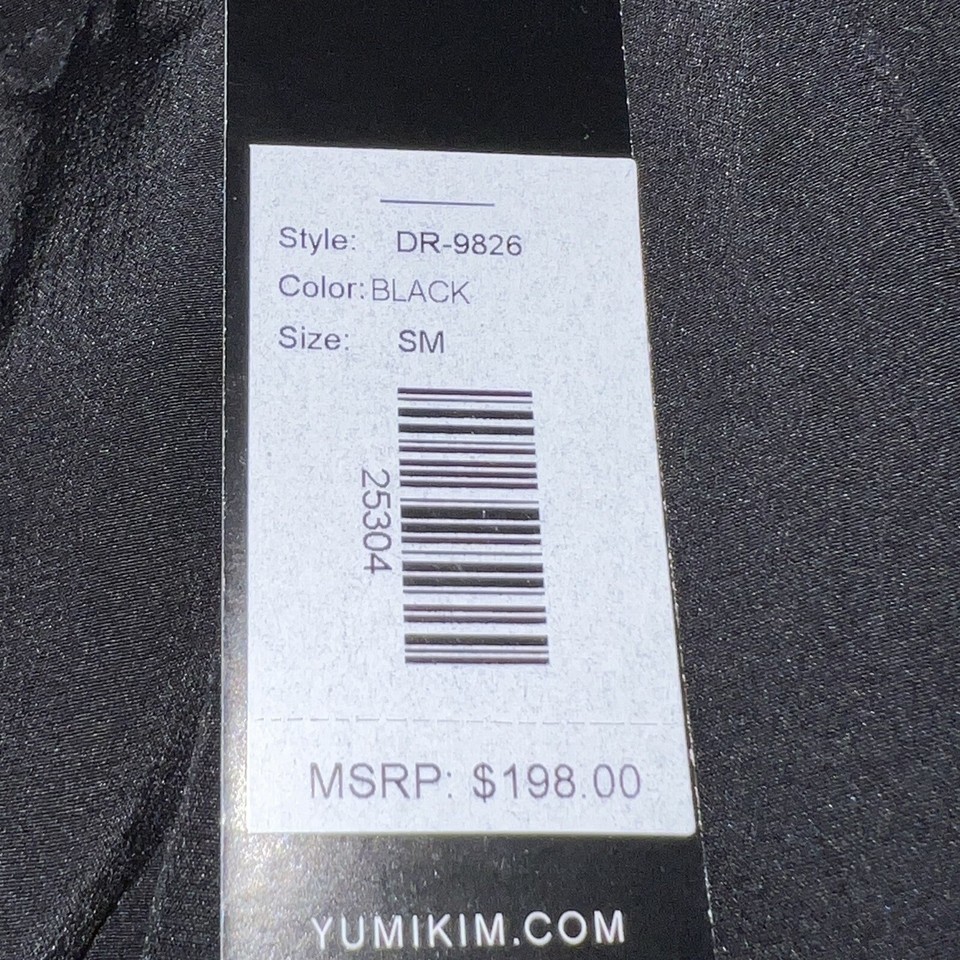 Style: DR-9826
Color: BLACK
Size: SM
25304
MSRP: $198.00
YUMIKIM.COM